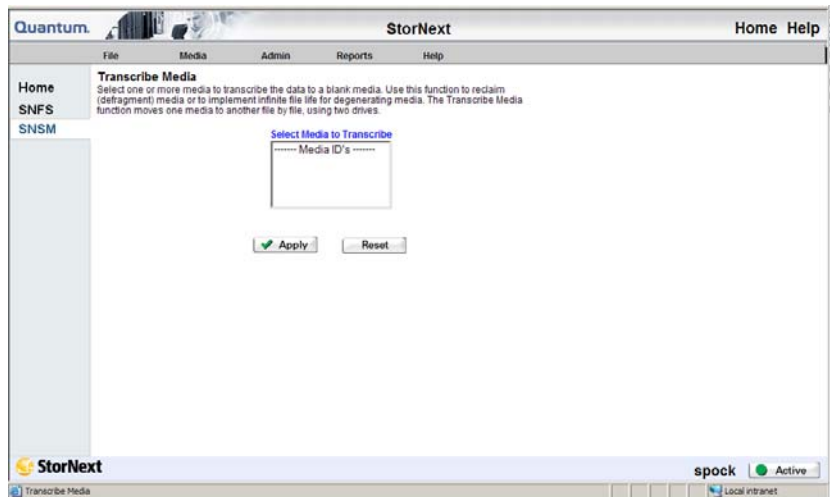 Quantum. StorNext Home Help
File Media Admin Reports Help
Home
SNFS
SNSM
Transcribe Media
Select one or more media to transcribe the data to a blank media. Use this function to reclaim
(defragment) media or to implement infinite file life for degenerating media. The Transcribe Media
function moves one media to another file by file, using two drives.
Select Media to Transcribe
------- Media ID's -------
Apply Reset
StorNext spock Active
Transcribe Media Local intranet